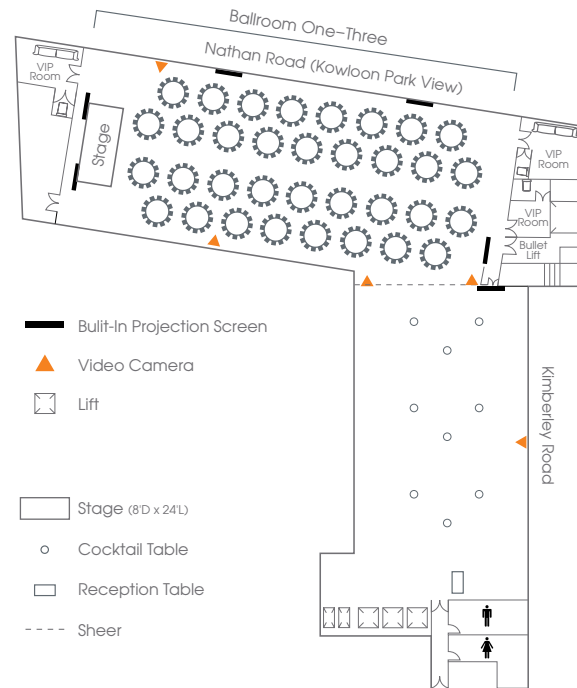 Ballroom One–Three
Nathan Road (Kowloon Park View)
VIP
Room
Stage
VIP
Room
VIP
Room
Bullet
Lift
Bulit-In Projection Screen
Video Camera
Lift
Kimberley Road
Stage (8'D x 24'L)
Cocktail Table
Reception Table
Sheer